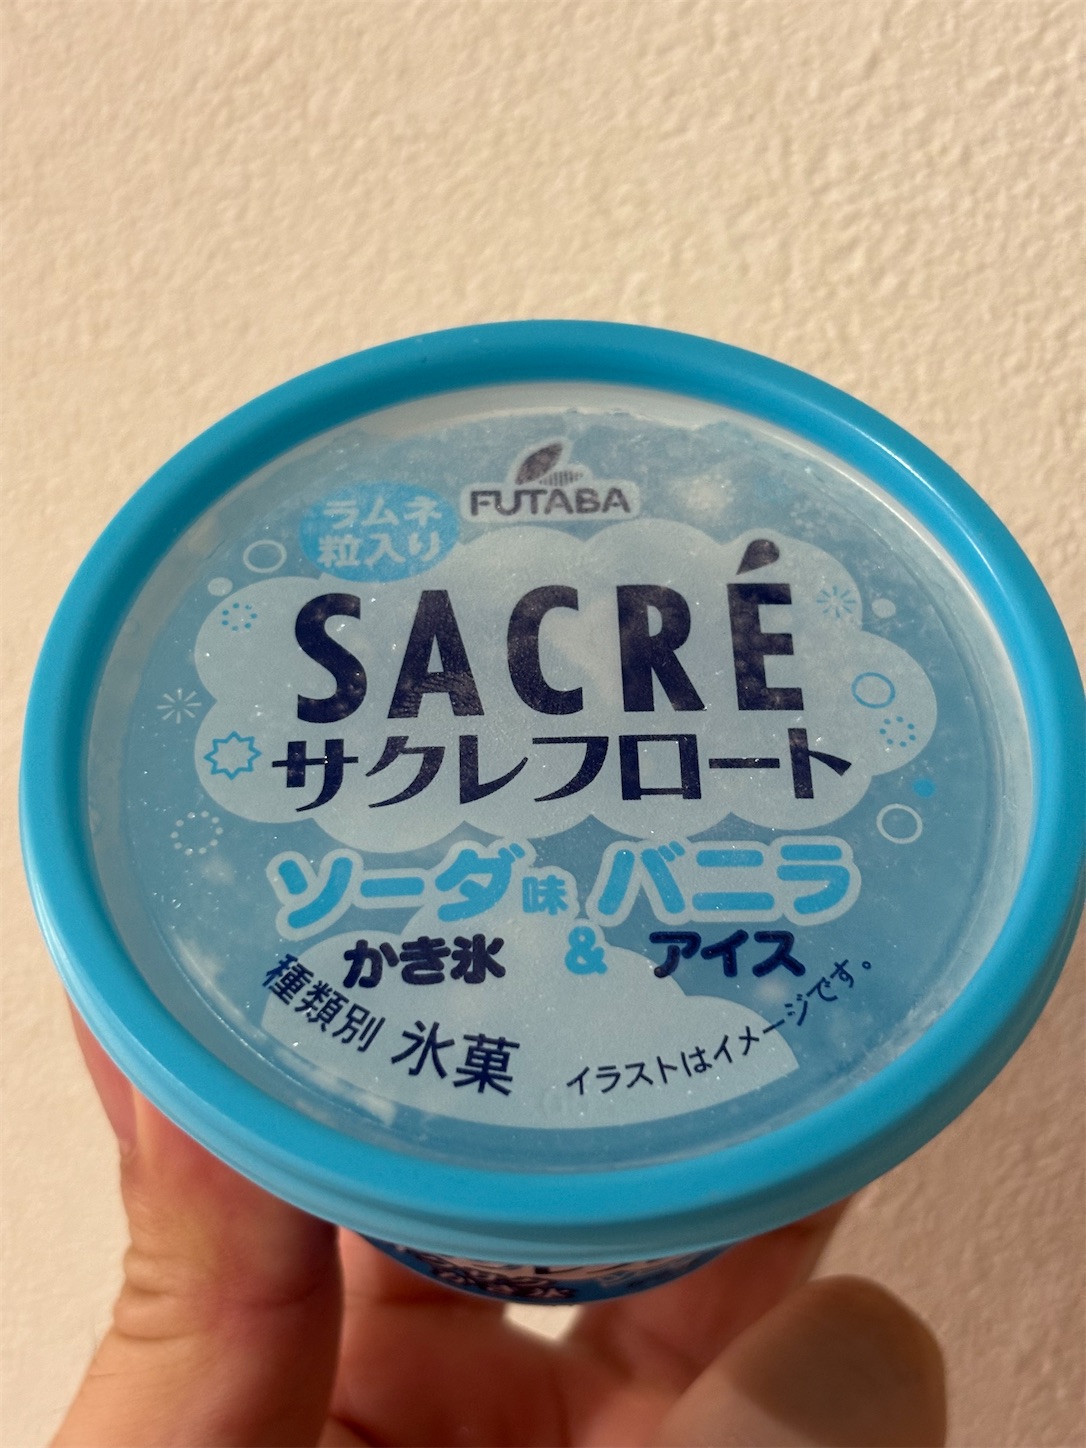 FUTABA
ラムネ
粒入り
SACRÉ
サクレフロート
ソーダ味 バニラ
かき氷 & アイス
種類別 氷菓
イラストはイメージです。